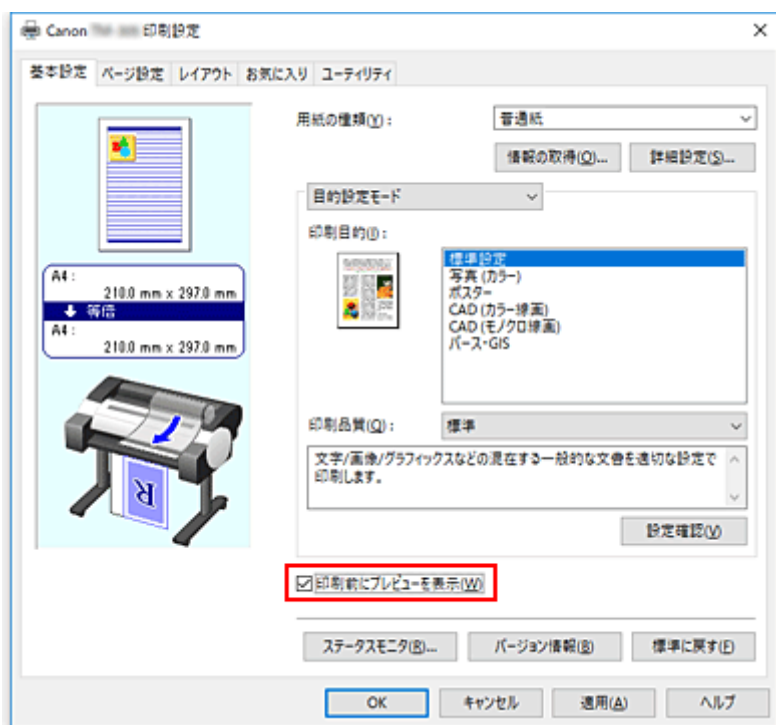 Canon 印刷設定
基本設定 ページ設定 レイアウト お気に入り ユーティリティ
用紙の種類(Y): 普通紙
情報の取得(O)... 詳細設定(S)...
目的設定モード
印刷目的(I):
標準設定
写真 (カラー)
ポスター
CAD (カラー線画)
CAD (モノクロ線画)
パース・GIS
A4:
210.0 mm x 297.0 mm
等倍
A4:
210.0 mm x 297.0 mm
R
印刷品質(Q): 標準
文字/画像/グラフィックスなどの混在する一般的な文書を適切な設定で
印刷します。
設定確認(V)
印刷前にプレビューを表示(W)
ステータスモニタ(R)... バージョン情報(B) 標準に戻す(F)
OK キャンセル 適用(A) ヘルプ